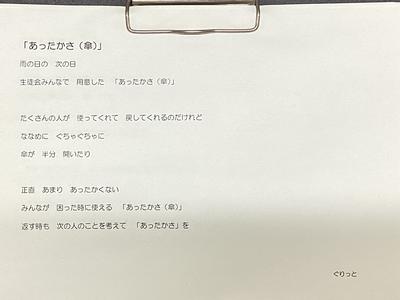 「あったかさ（傘）」
雨の日の　次の日
生徒会みんなで　用意した　「あったかさ（傘）」
たくさんの人が　使ってくれて　戻してくれるのだけれど
ななめに　ぐちゃぐちゃに
傘が　半分　開いたり
正直　あまり　あったかくない
みんなが　困った時に使える　「あったかさ（傘）」
返す時も　次の人のことを考えて　「あったかさ」を
ぐりっと